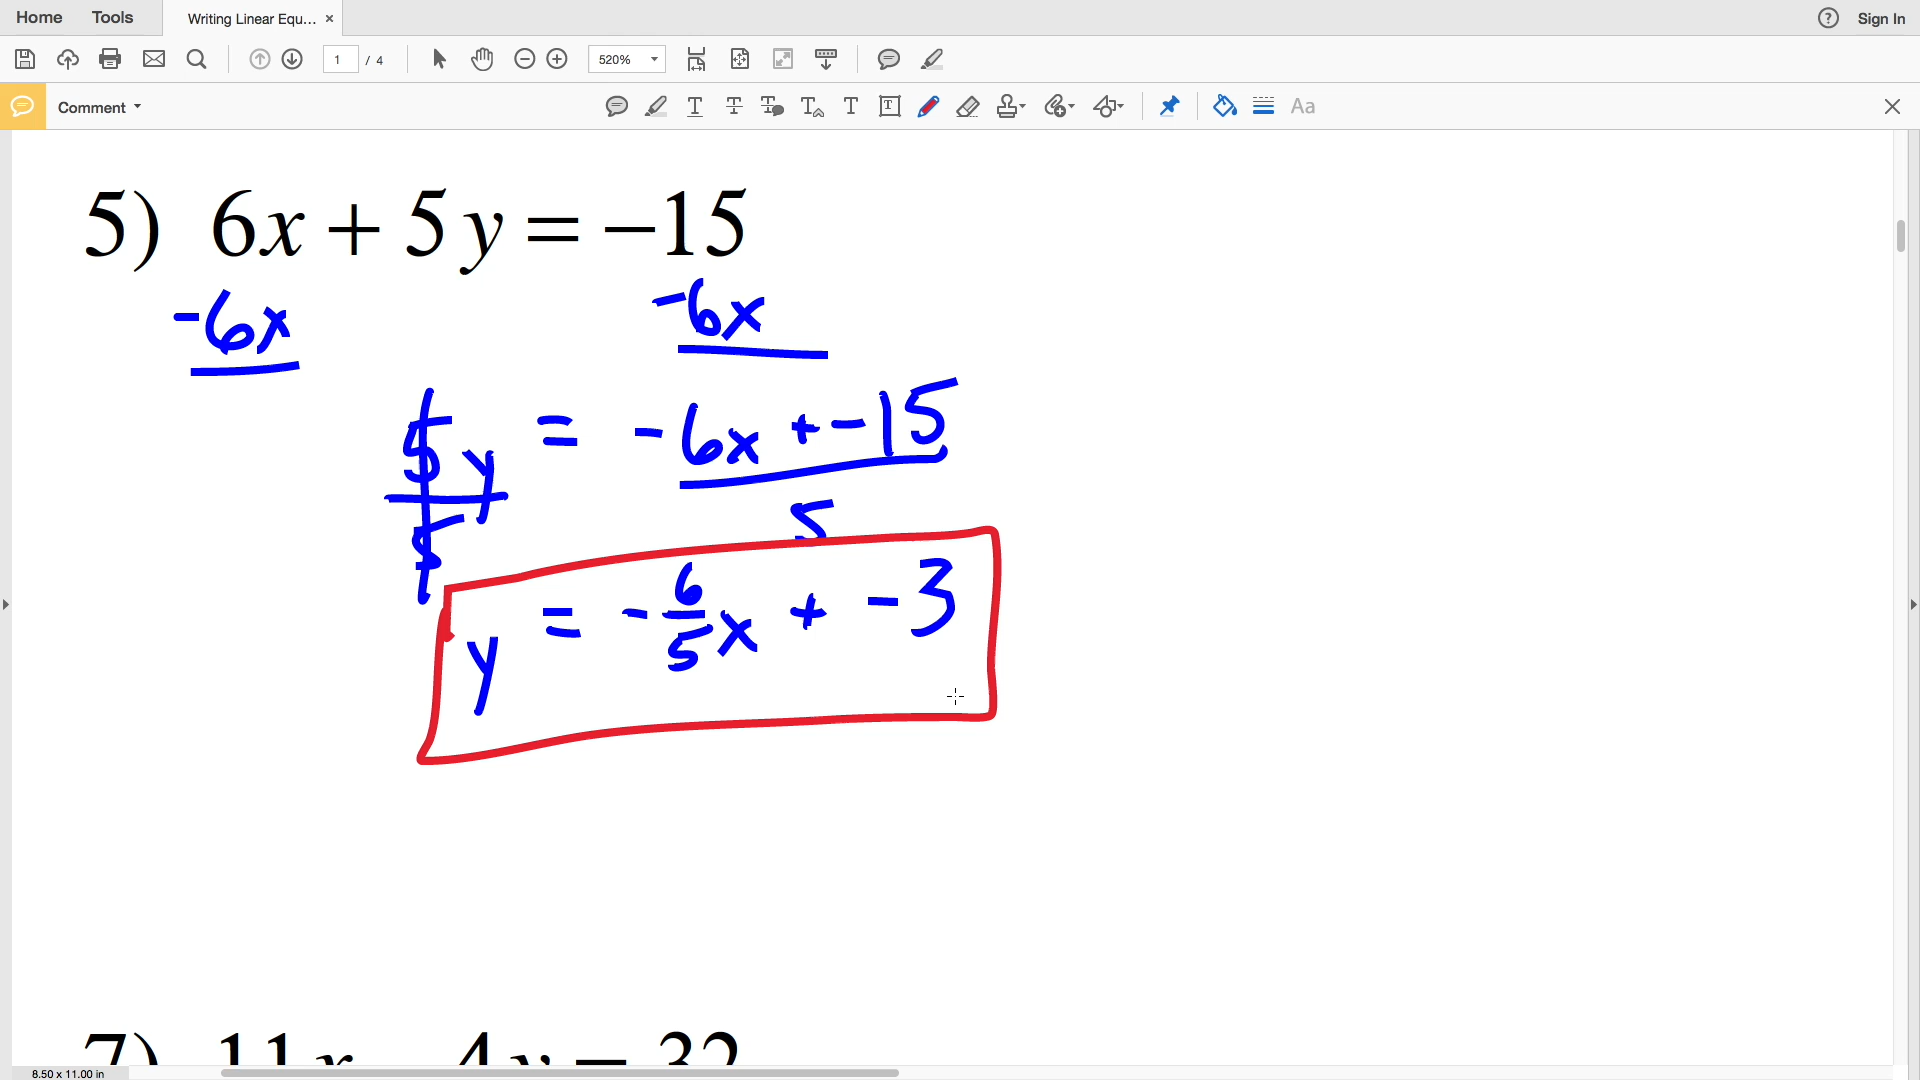 Home Tools Writing Linear Equ... × ? Sign In
1 / 4 520%
Comment T T T T T T Aa
5) 6x + 5y = −15
-6x -6x
5y = -6x + -15
5 5
y = -6/5x + -3
8.50 x 11.00 in